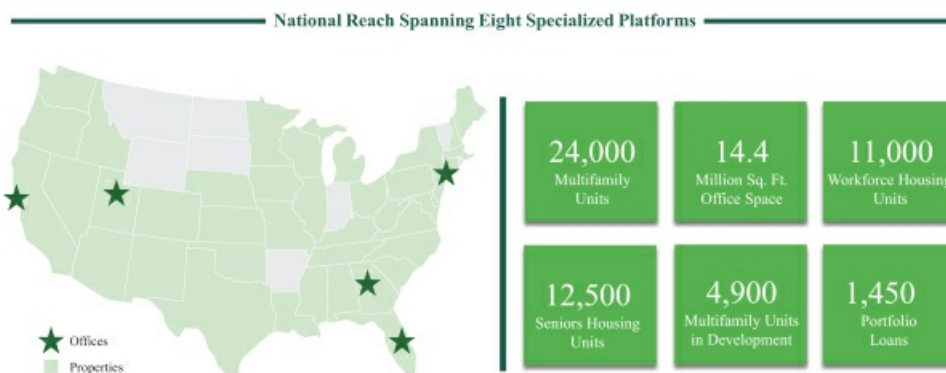 National Reach Spanning Eight Specialized Platforms
24,000
Multifamily
Units
14.4
Million Sq. Ft.
Office Space
11,000
Workforce Housing
Units
12,500
Seniors Housing
Units
4,900
Multifamily Units
in Development
1,450
Portfolio
Loans
Offices
Properties